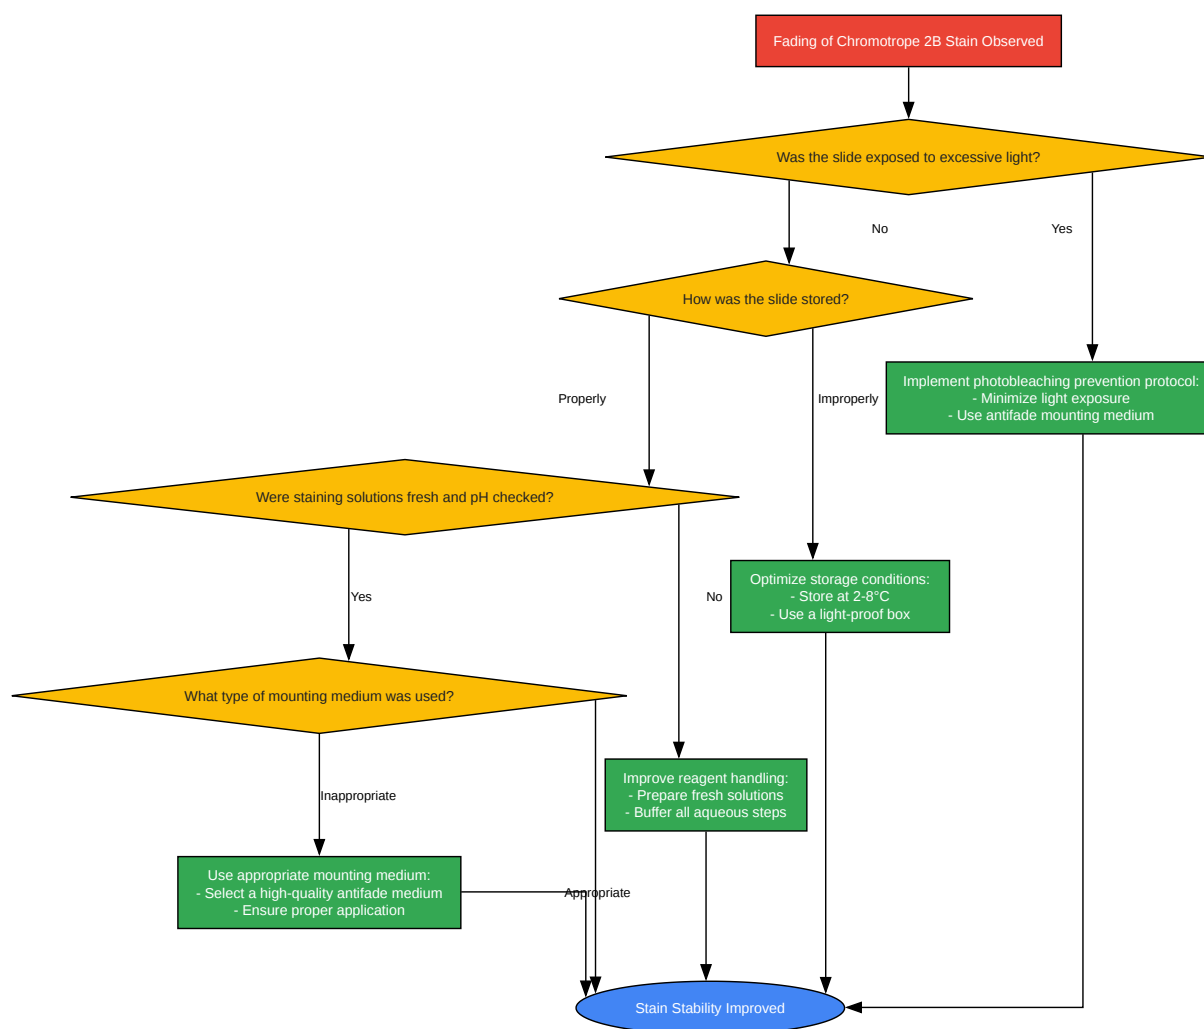 Fading of Chromotrope 2B Stain Observed
Was the slide exposed to excessive light?
No
Yes
How was the slide stored?
Properly
Improperly
Implement photobleaching prevention protocol:
- Minimize light exposure
- Use antifade mounting medium
Were staining solutions fresh and pH checked?
Yes
No
Optimize storage conditions:
- Store at 2-8°C
- Use a light-proof box
What type of mounting medium was used?
Inappropriate
Improve reagent handling:
- Prepare fresh solutions
- Buffer all aqueous steps
Use appropriate mounting medium:
- Select a high-quality antifade medium
- Ensure proper application
Appropriate
Stain Stability Improved